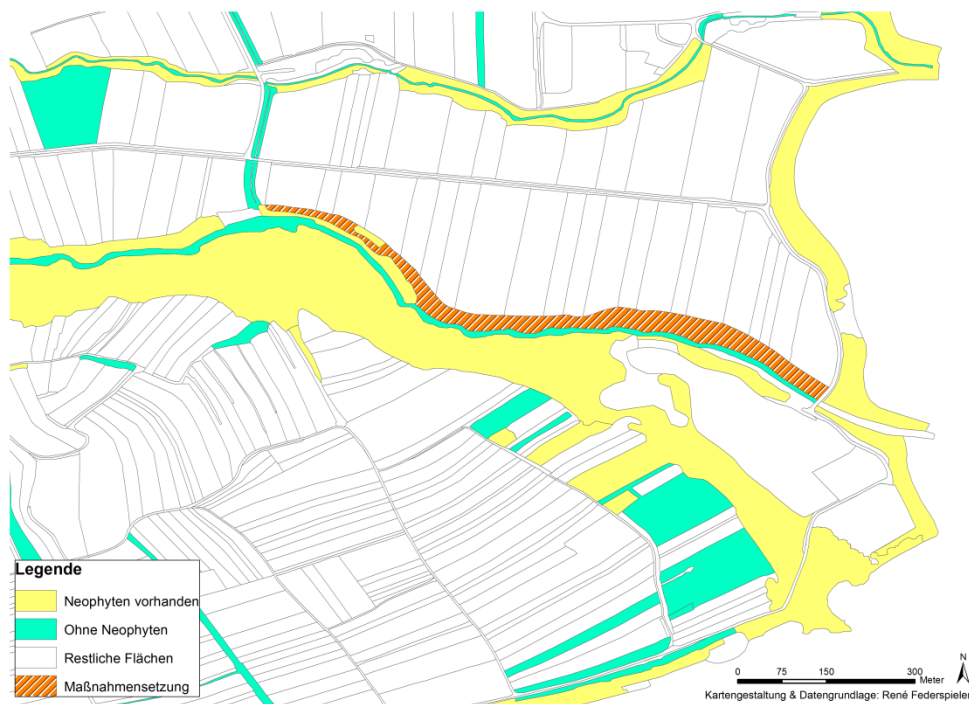 Legende
Neophyten vorhanden
Ohne Neophyten
Restliche Flächen
Maßnahmensetzung
N
0 75 150 300
Meter
Kartengestaltung & Datengrundlage: René Federspieler